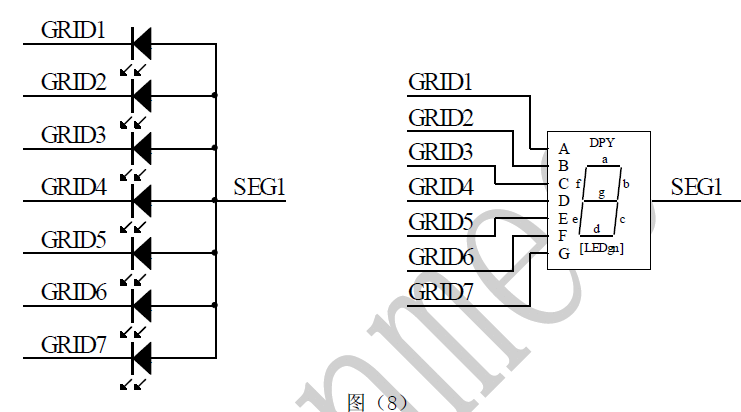 GRID1
GRID2
GRID3
GRID4
GRID5
GRID6
GRID7
SEG1
GRID1
GRID2
GRID3
GRID4
GRID5
GRID6
GRID7
A
B
C
D
E
F
G
DPY
a
f b
g
e c
d
[LEDgn]
SEG1
图（8）